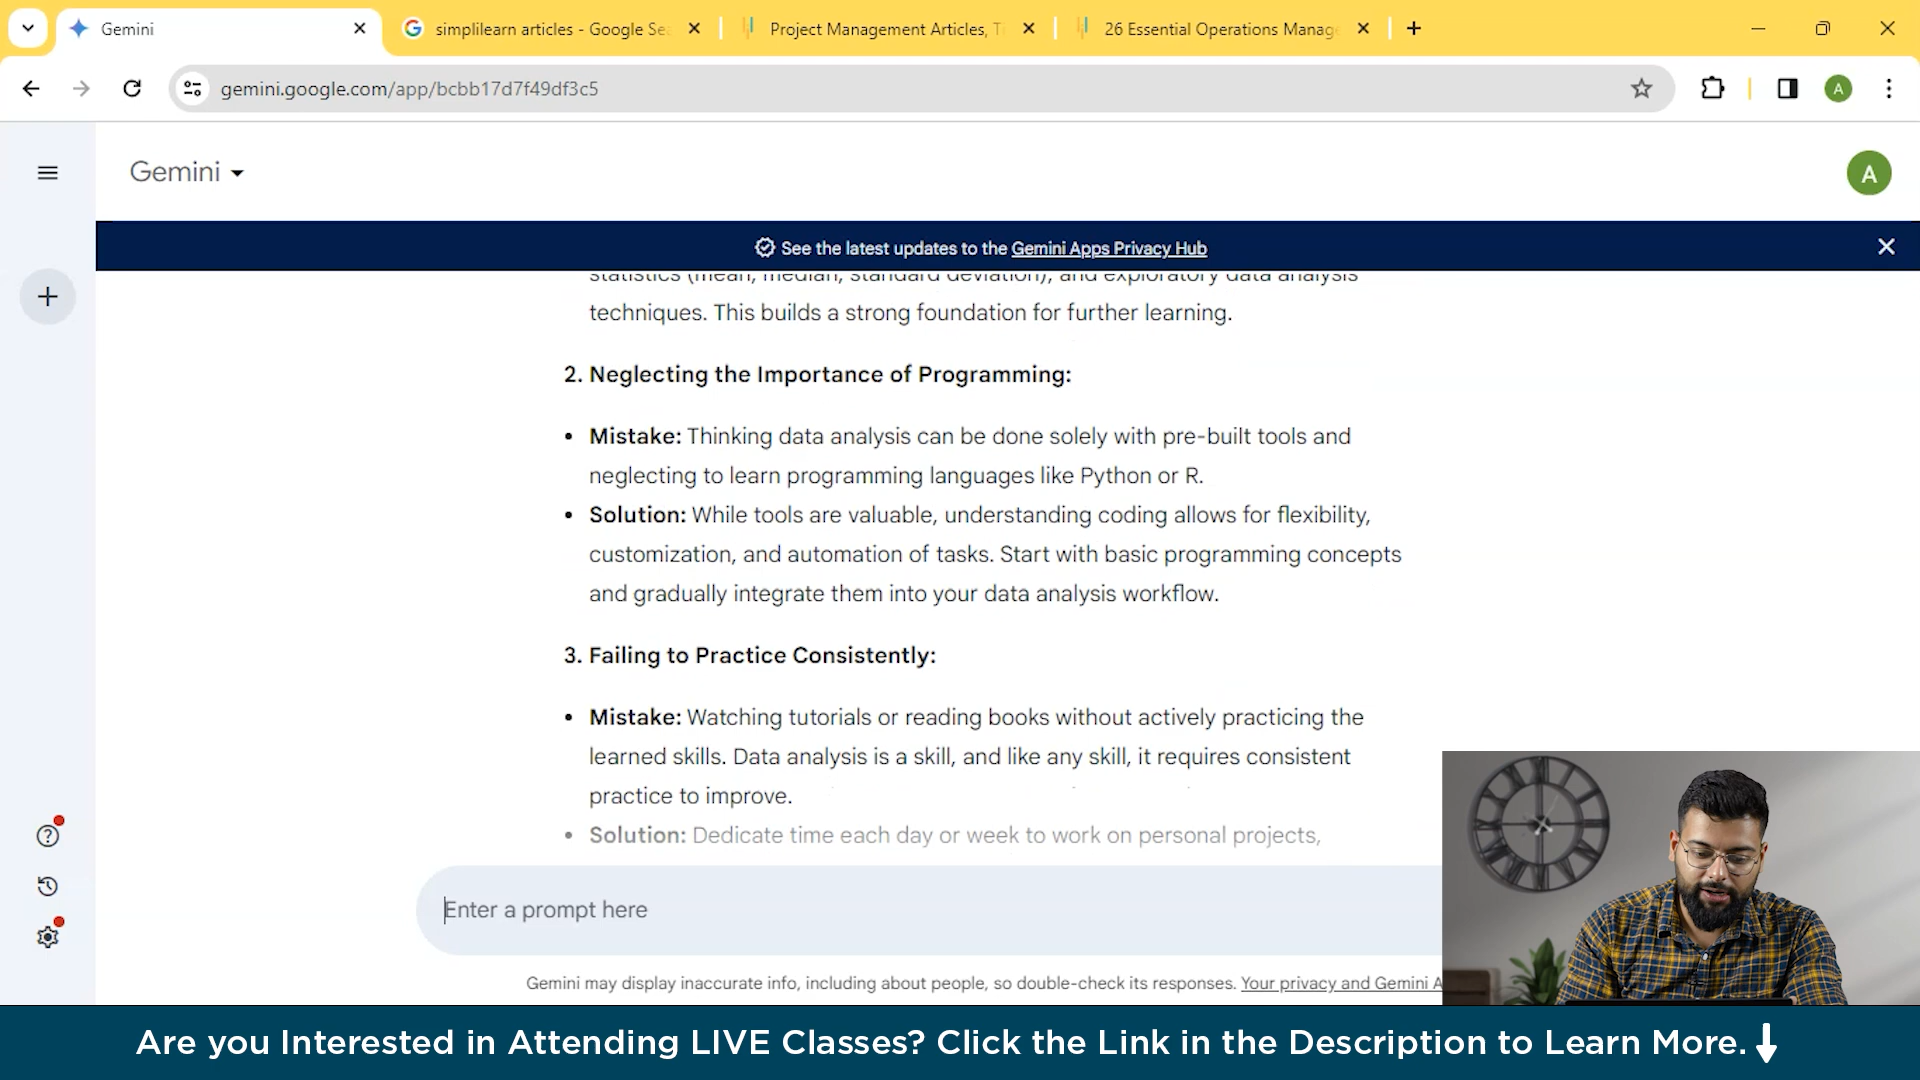 Gemini
simplilearn articles - Google Se
Project Management Articles, T
26 Essential Operations Manag
gemini.google.com/app/bcbb17d7f49df3c5
A
Gemini
A
See the latest updates to the Gemini Apps Privacy Hub
statistics (mean, median, standard deviation), and exploratory data analysis
techniques. This builds a strong foundation for further learning.
2. Neglecting the Importance of Programming:
• Mistake: Thinking data analysis can be done solely with pre-built tools and
neglecting to learn programming languages like Python or R.
• Solution: While tools are valuable, understanding coding allows for flexibility,
customization, and automation of tasks. Start with basic programming concepts
and gradually integrate them into your data analysis workflow.
3. Failing to Practice Consistently:
• Mistake: Watching tutorials or reading books without actively practicing the
learned skills. Data analysis is a skill, and like any skill, it requires consistent
practice to improve.
• Solution: Dedicate time each day or week to work on personal projects,
Enter a prompt here
Gemini may display inaccurate info, including about people, so double-check its responses. Your privacy and Gemini A
Are you Interested in Attending LIVE Classes? Click the Link in the Description to Learn More.